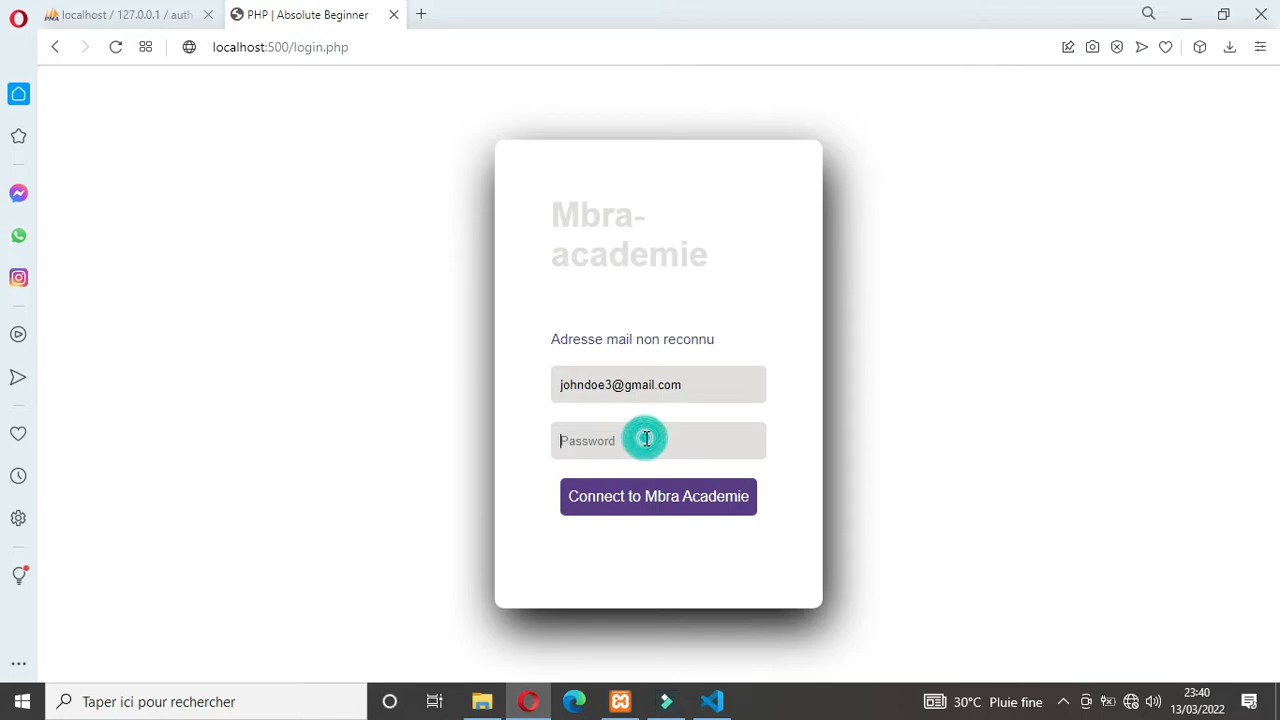 localhost / 127.0.0.1 / auth
PHP | Absolute Beginner
localhost:500/login.php
Mbra-
academie
Adresse mail non reconnu
johndoe3@gmail.com
Password
Connect to Mbra Academie
Taper ici pour rechercher
30°C Pluie fine
23:40
13/03/2022